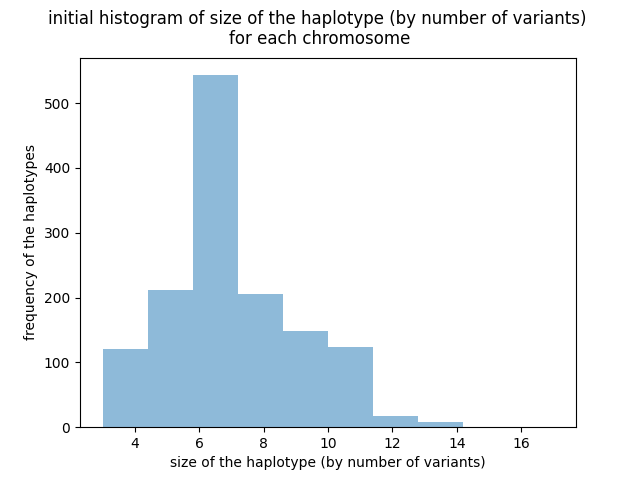 initial histogram of size of the haplotype (by number of variants)
for each chromosome
frequency of the haplotypes
500
400
300
200
100
0
4 6 8 10 12 14 16
size of the haplotype (by number of variants)